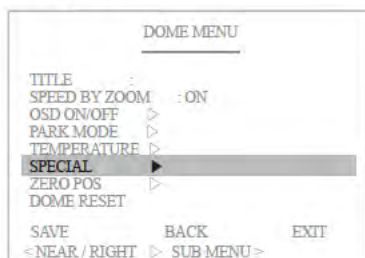 DOME MENU
TITLE :
SPEED BY ZOOM : ON
OSD ON/OFF ▷
PARK MODE ▷
TEMPERATURE ▷
SPECIAL ▶
ZERO POS ▷
DOME RESET
SAVE BACK EXIT
<NEAR / RIGHT ▷ SUB MENU>